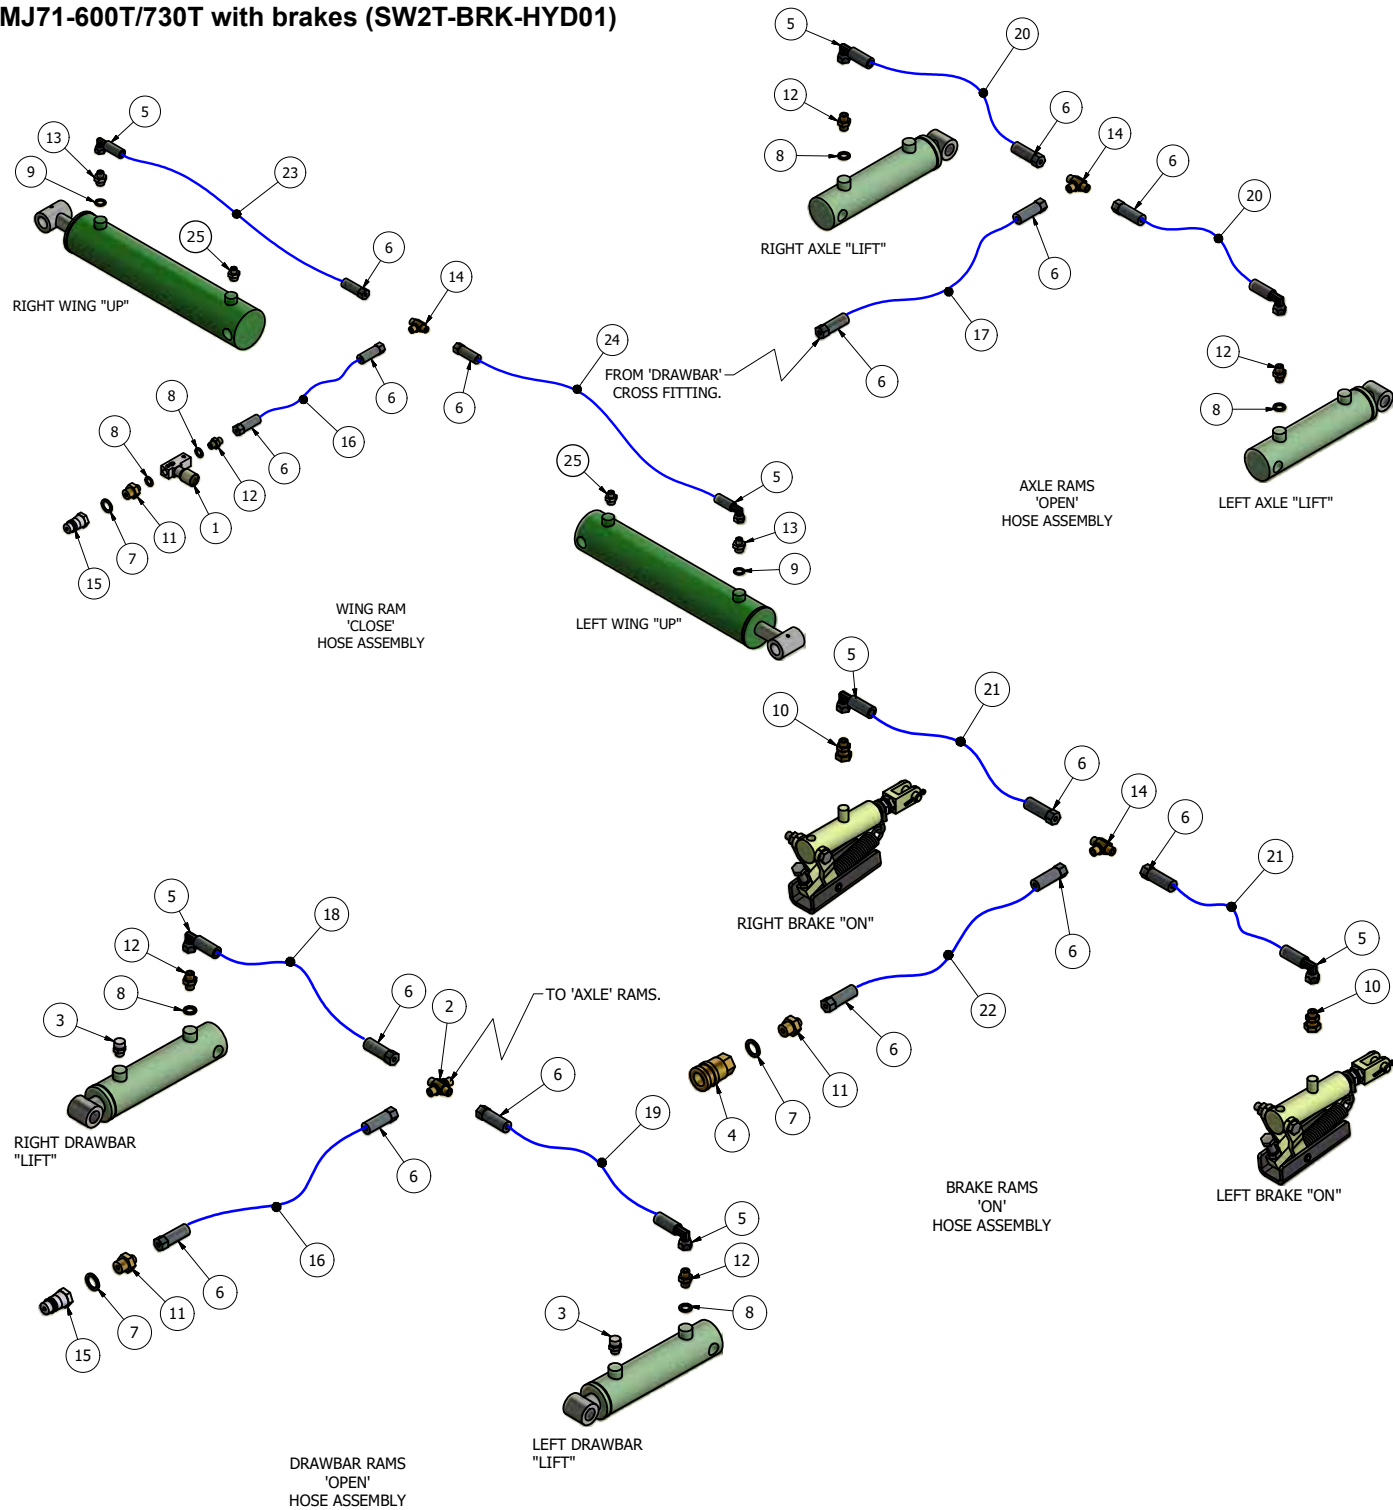 MJ71-600T/730T with brakes (SW2T-BRK-HYD01)
5
20
12
6
14
8
6
20
RIGHT AXLE "LIFT"
6
17
FROM 'DRAWBAR'
CROSS FITTING.
6
12
8
AXLE RAMS
'OPEN'
HOSE ASSEMBLY
LEFT AXLE "LIFT"
5
13
9
23
25
6
14
RIGHT WING "UP"
24
6
6
8
16
6
8
12
1
11
7
15
25
5
13
9
WING RAM
'CLOSE'
HOSE ASSEMBLY
LEFT WING "UP"
5
21
10
6
14
6
21
RIGHT BRAKE "ON"
5
6
10
22
6
11
7
4
BRAKE RAMS
'ON'
HOSE ASSEMBLY
LEFT BRAKE "ON"
5
18
12
8
6
2
TO 'AXLE' RAMS.
3
6
19
RIGHT DRAWBAR
"LIFT"
6
5
16
12
6
11
7
15
3
8
LEFT DRAWBAR
"LIFT"
DRAWBAR RAMS
'OPEN'
HOSE ASSEMBLY